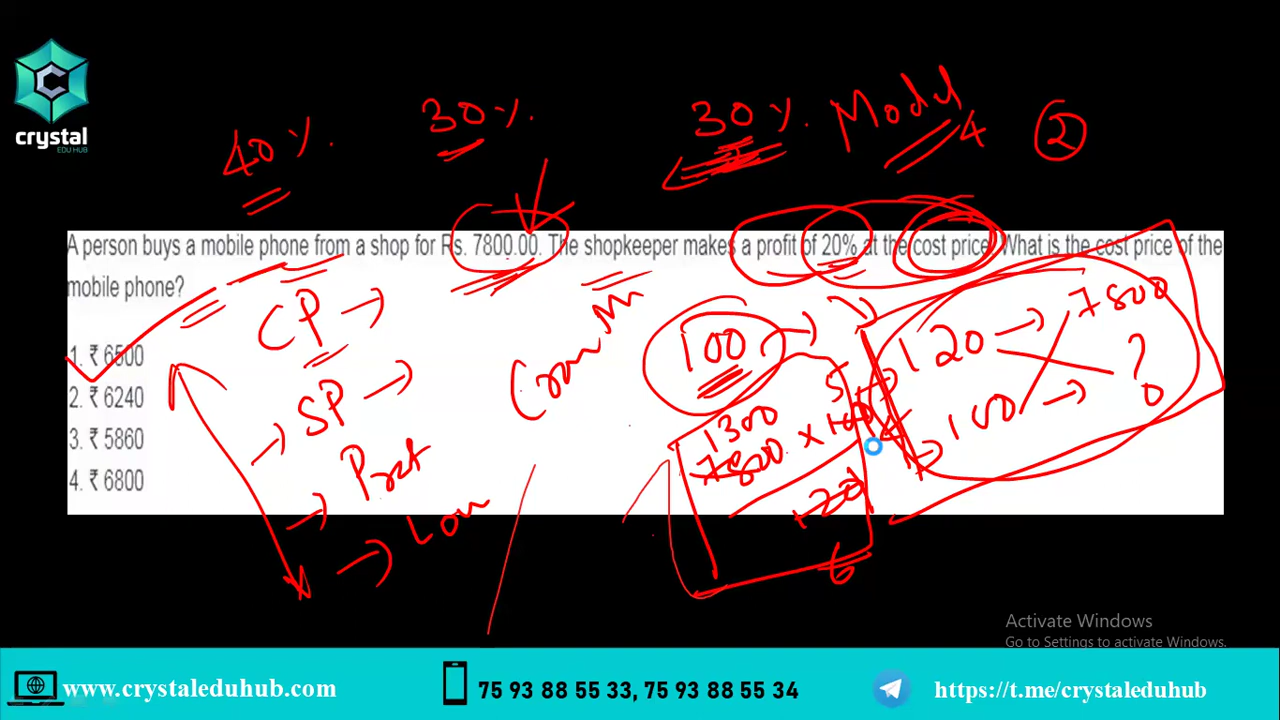 crystal
EDU HUB
40%. 30%. 30%. Model 4 ②
A person buys a mobile phone from a shop for Rs. 7800.00. The shopkeeper makes a profit of 20% at the cost price. What is the cost price of the
mobile phone?
CP →
1. ₹ 6500
2. ₹ 6240
3. ₹ 5860
4. ₹ 6800
→ SP →
→
→
100 →
120 → 7800
100 → ?
1300 5
7800 × 100
120
6
Activate Windows
Go to Settings to activate Windows.
www.crystaleduhub.com
75 93 88 55 33, 75 93 88 55 34
https://t.me/crystaleduhub